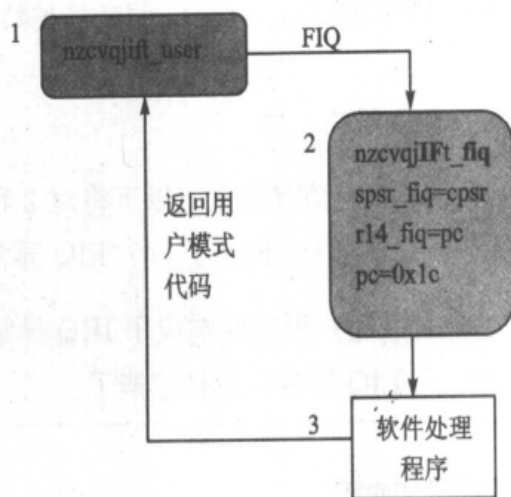 1
nzcvqjift_user
FIQ
2
nzcvqjIFt_fiq
spsr_fiq=cpsr
r14_fiq=pc
pc=0x1c
返回用
户模式
代码
3
软件处理
程序